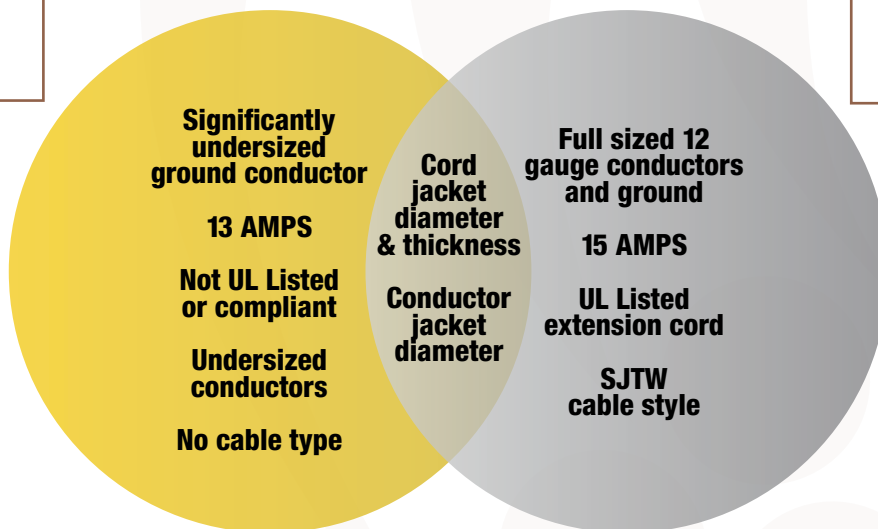 Significantly
undersized
ground conductor
13 AMPS
Not UL Listed
or compliant
Undersized
conductors
No cable type
Cord
jacket
diameter
& thickness
Conductor
jacket
diameter
Full sized 12
gauge conductors
and ground
15 AMPS
UL Listed
extension cord
SJTW
cable style